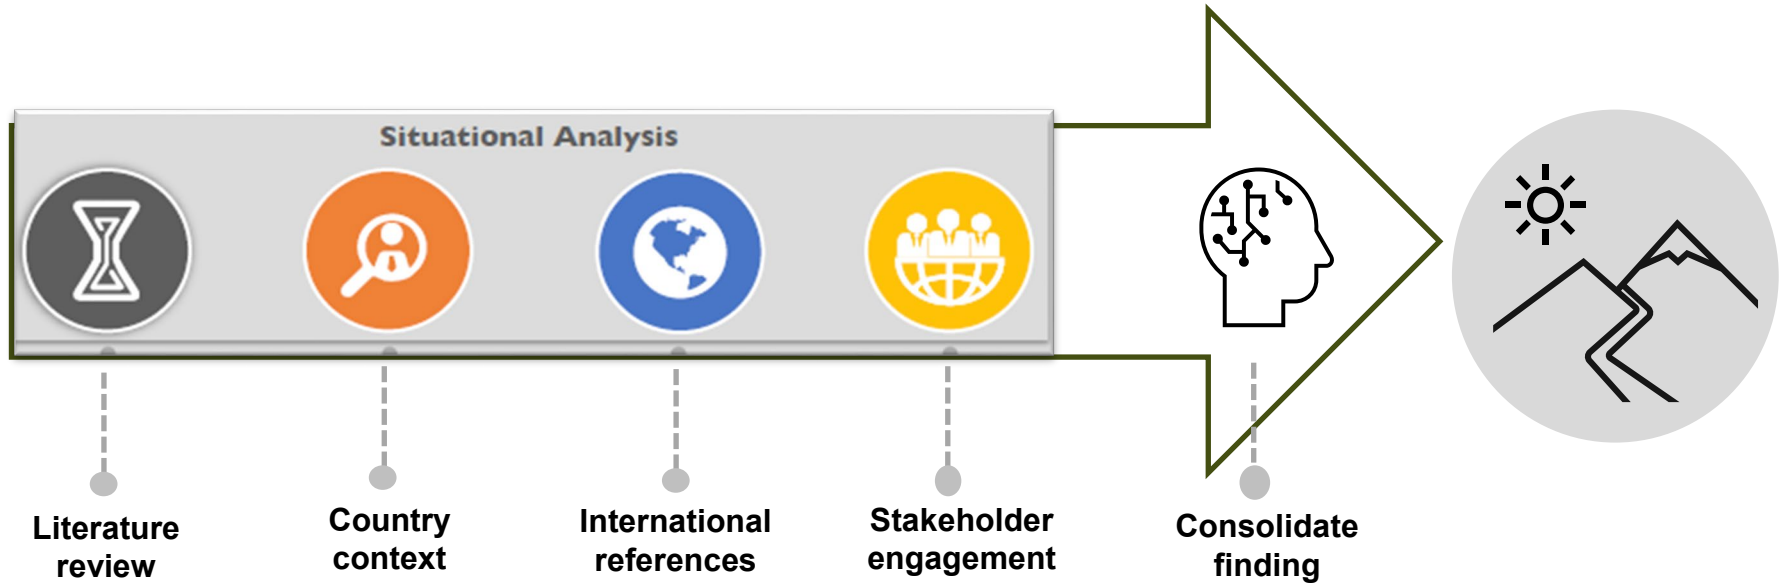 Situational Analysis
Literature
review
Country
context
International
references
Stakeholder
engagement
Consolidate
finding